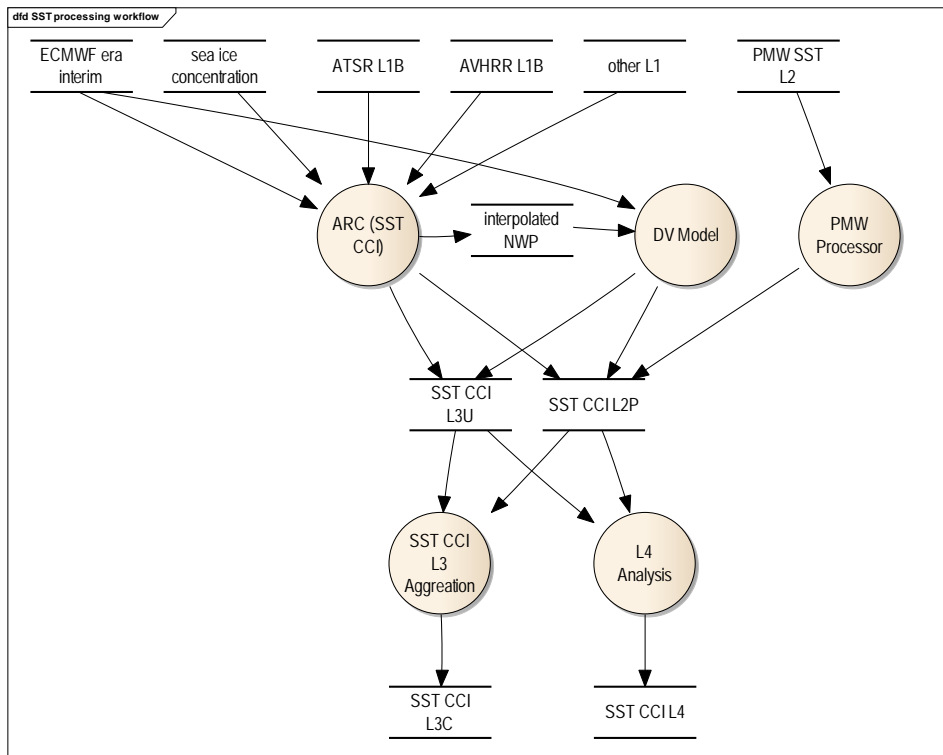 dfd SST processing workflow
ECMWF era
interim
sea ice
concentration
ATSR L1B
AVHRR L1B
other L1
PMW SST
L2
ARC (SST
CCI)
interpolated
NWP
DV Model
PMW
Processor
SST CCI
L3U
SST CCI L2P
SST CCI
L3
Aggreation
L4
Analysis
SST CCI
L3C
SST CCI L4